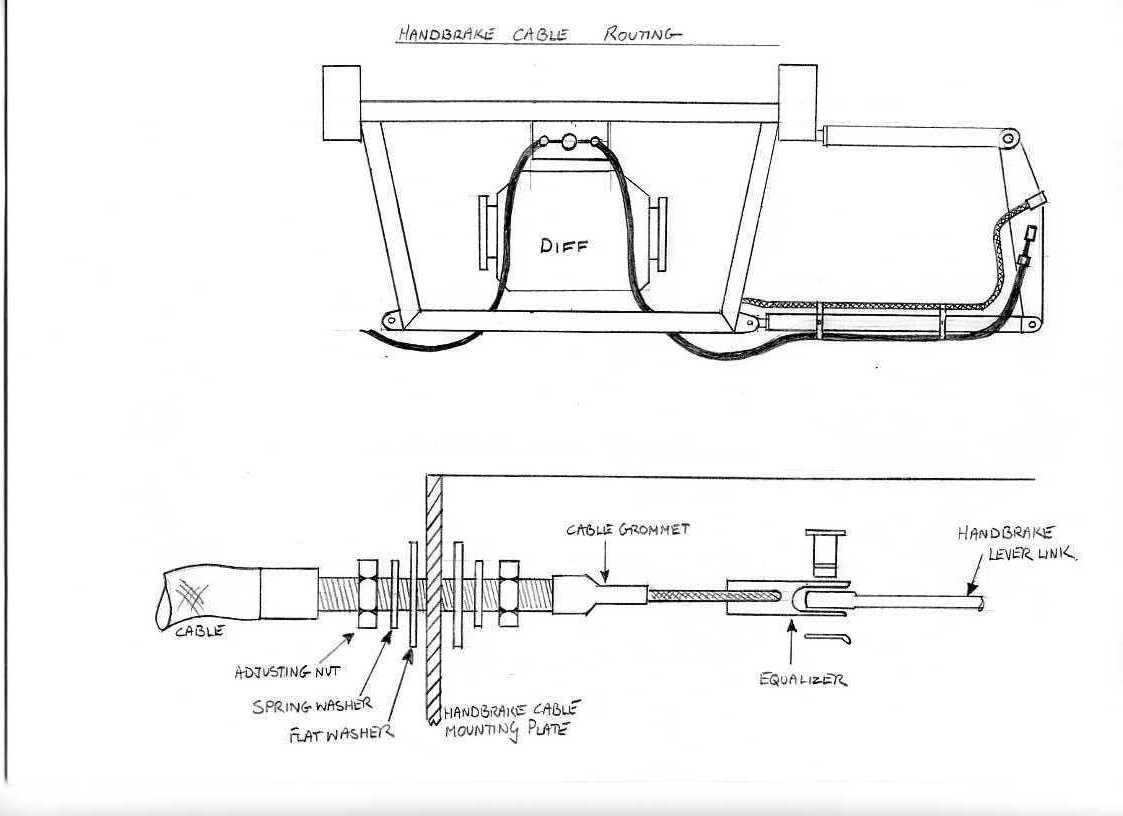 HANDBRAKE CABLE ROUTING
DIFF
CABLE GROMMET
HANDBRAKE
LEVER LINK.
CABLE
ADJUSTING NUT
SPRING WASHER
FLAT WASHER
HANDBRAKE CABLE
MOUNTING PLATE
EQUALIZER